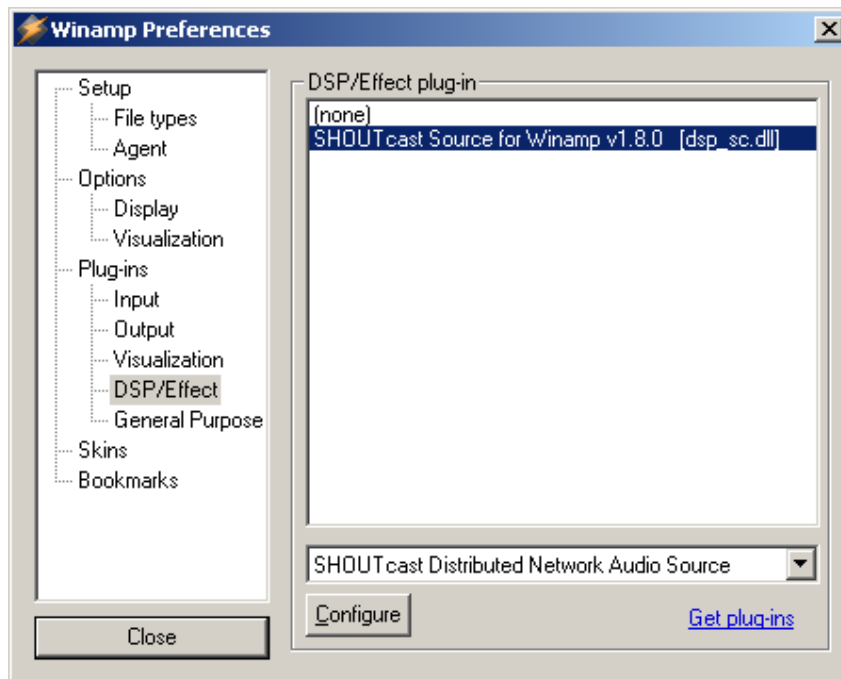 Winamp Preferences
Setup
File types
Agent
Options
Display
Visualization
Plug-ins
Input
Output
Visualization
DSP/Effect
General Purpose
Skins
Bookmarks
Close
DSP/Effect plug-in
(none)
SHOUTcast Source for Winamp v1.8.0 [dsp_sc.dll]
SHOUTcast Distributed Network Audio Source
Configure
Get plug-ins